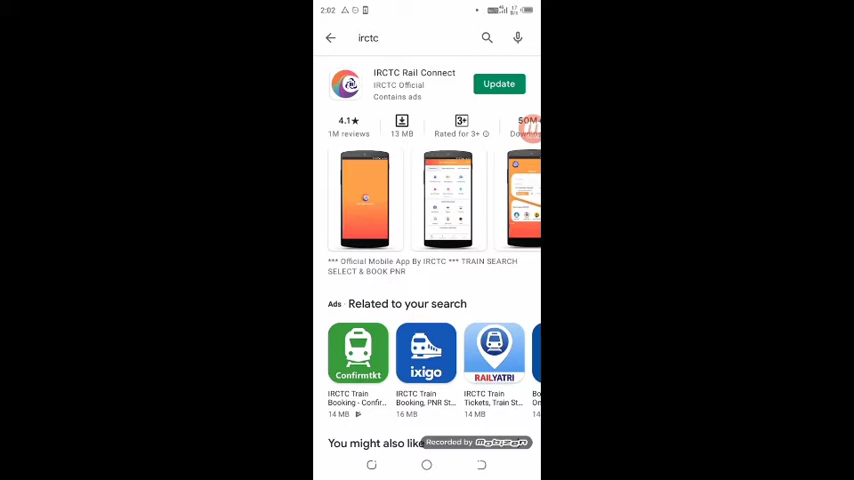 2:02
irctc
IRCTC Rail Connect
IRCTC Official
Contains ads
Update
4.1★
1M reviews
13 MB
3+
Rated for 3+
50M
*** Official Mobile App By IRCTC *** TRAIN SEARCH
SELECT & BOOK PNR
Ads · Related to your search
Confirmtkt
ixigo
RAILYATRI
IRCTC Train
Booking - Confir...
14 MB
IRCTC Train
Booking, PNR St...
16 MB
IRCTC Train
Tickets, Train St...
14 MB
You might also like
Recorded by Mobizen